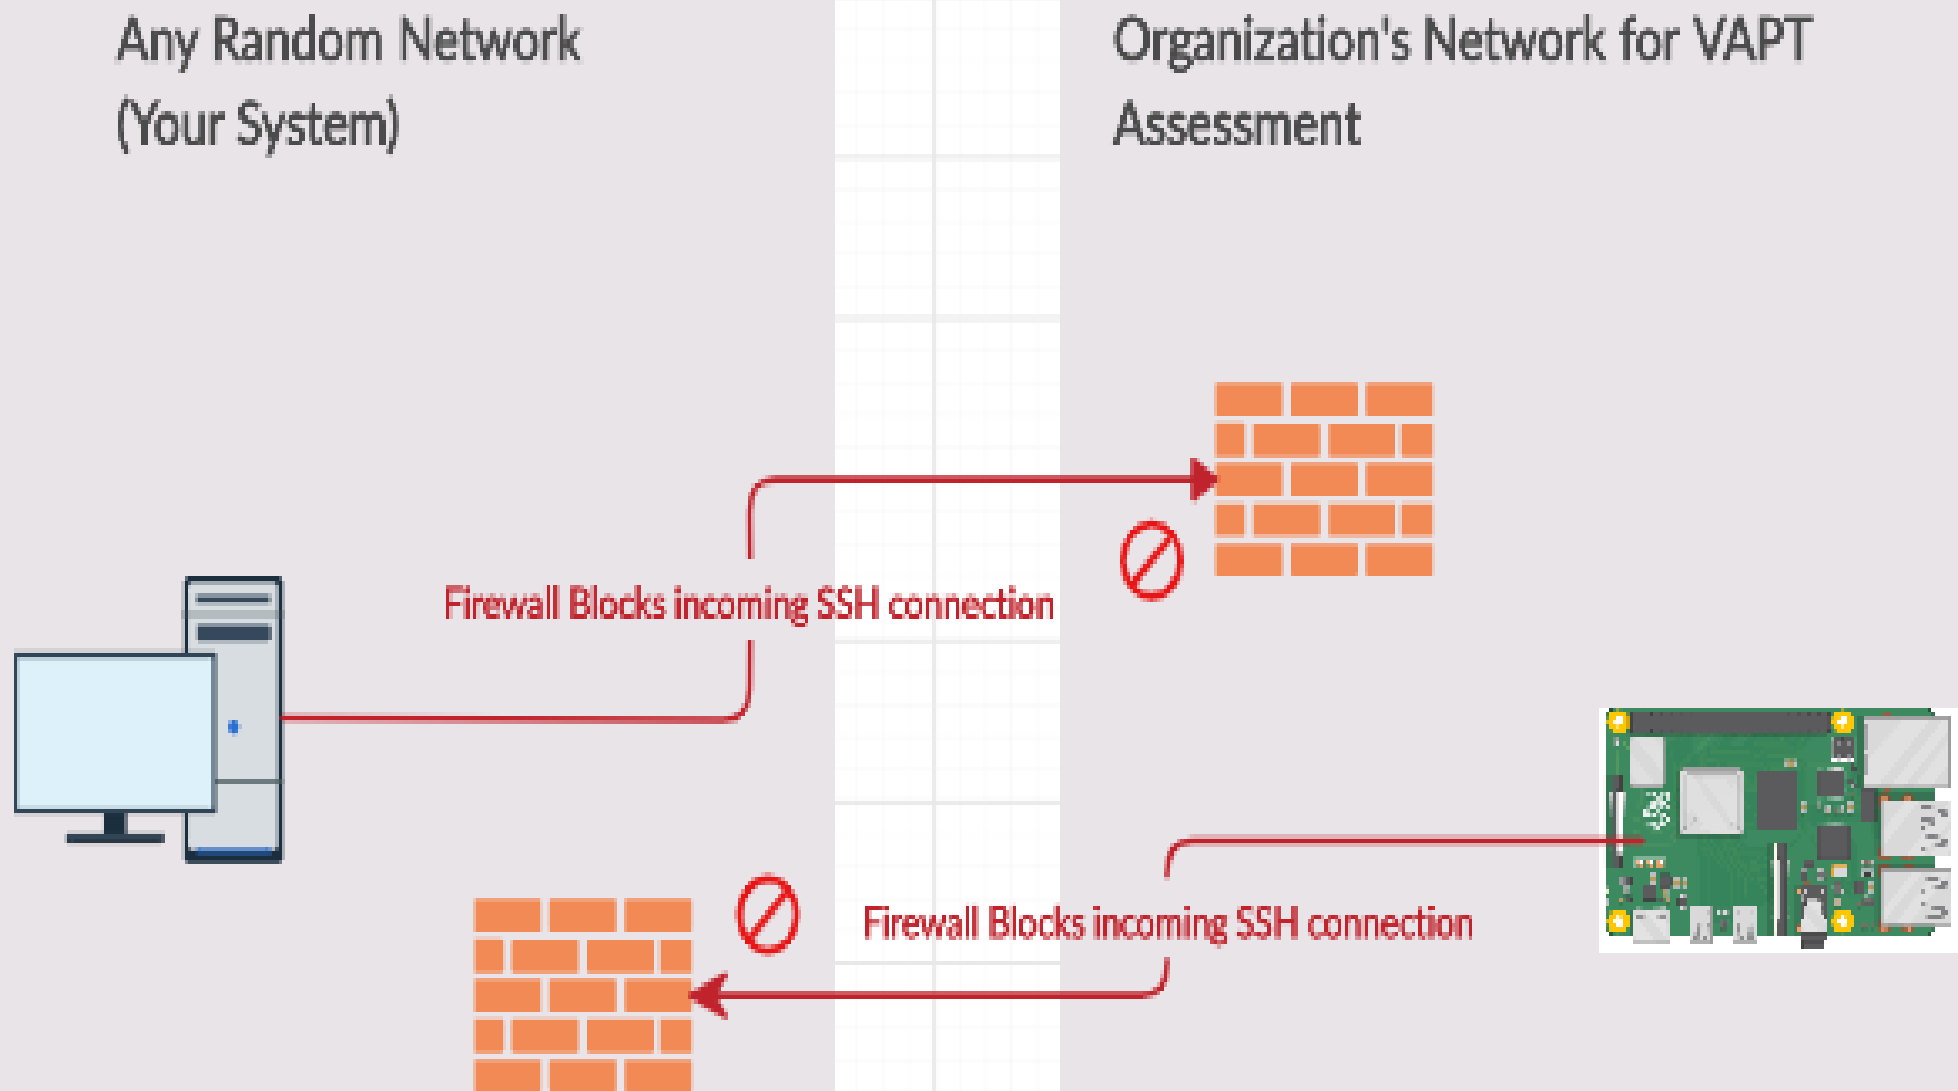 Any Random Network
(Your System)
Organization's Network for VAPT
Assessment
Firewall Blocks incoming SSH connection
Firewall Blocks incoming SSH connection